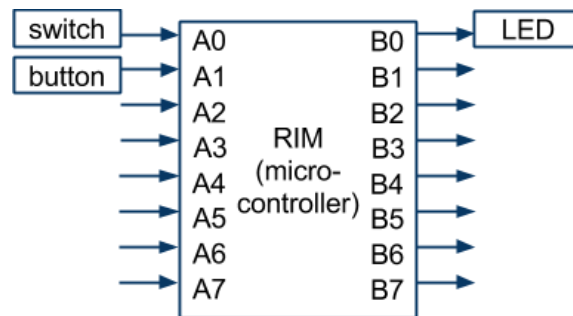 switch A0 B0 LED
button A1 B1
A2 B2
A3 RIM B3
A4 (micro- B4
A5 controller) B5
A6 B6
A7 B7